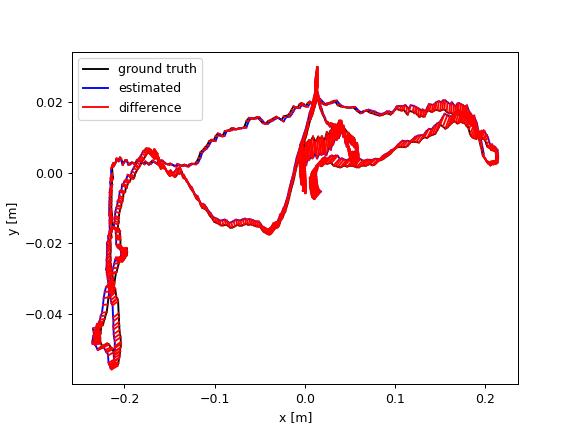 ground truth
estimated
difference
0.02
0.00
−0.02
−0.04
y [m]
−0.2
−0.1
0.0
0.1
0.2
x [m]